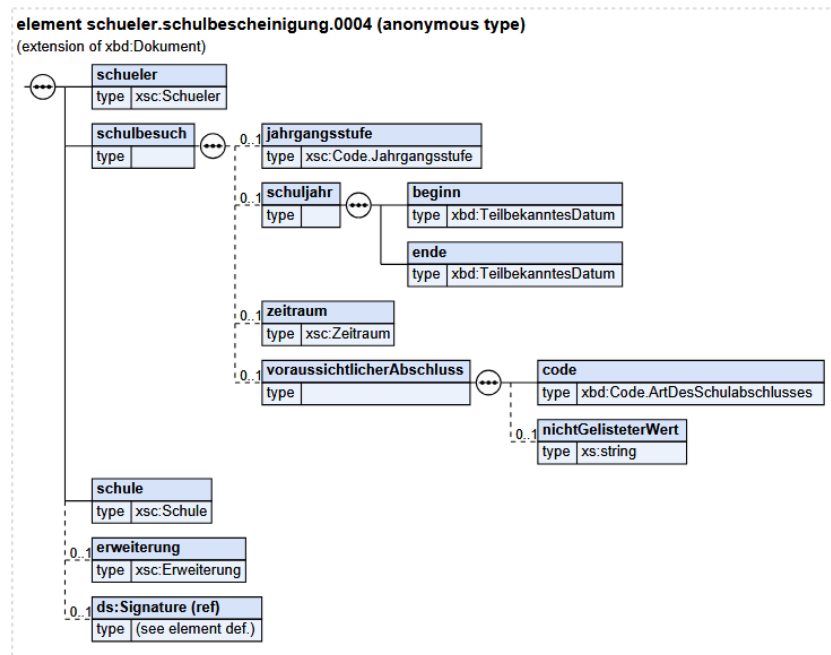 element schueler.schulbescheinigung.0004 (anonymous type)
(extension of xbd:Dokument)
schueler
type xsc:Schueler
schulbesuch
type
0..1 jahrgangsstufe
type xsc:Code.Jahrgangsstufe
0..1 schuljahr
type
beginn
type xbd:TeilbekanntesDatum
ende
type xbd:TeilbekanntesDatum
0..1 zeitraum
type xsc:Zeitraum
0..1 voraussichtlicherAbschluss
type
code
type xbd:Code.ArtDesSchulabschlusses
0..1 nichtGelisteterWert
type xs:string
schule
type xsc:Schule
0..1 erweiterung
type xsc:Erweiterung
0..1 ds:Signature (ref)
type (see element def.)